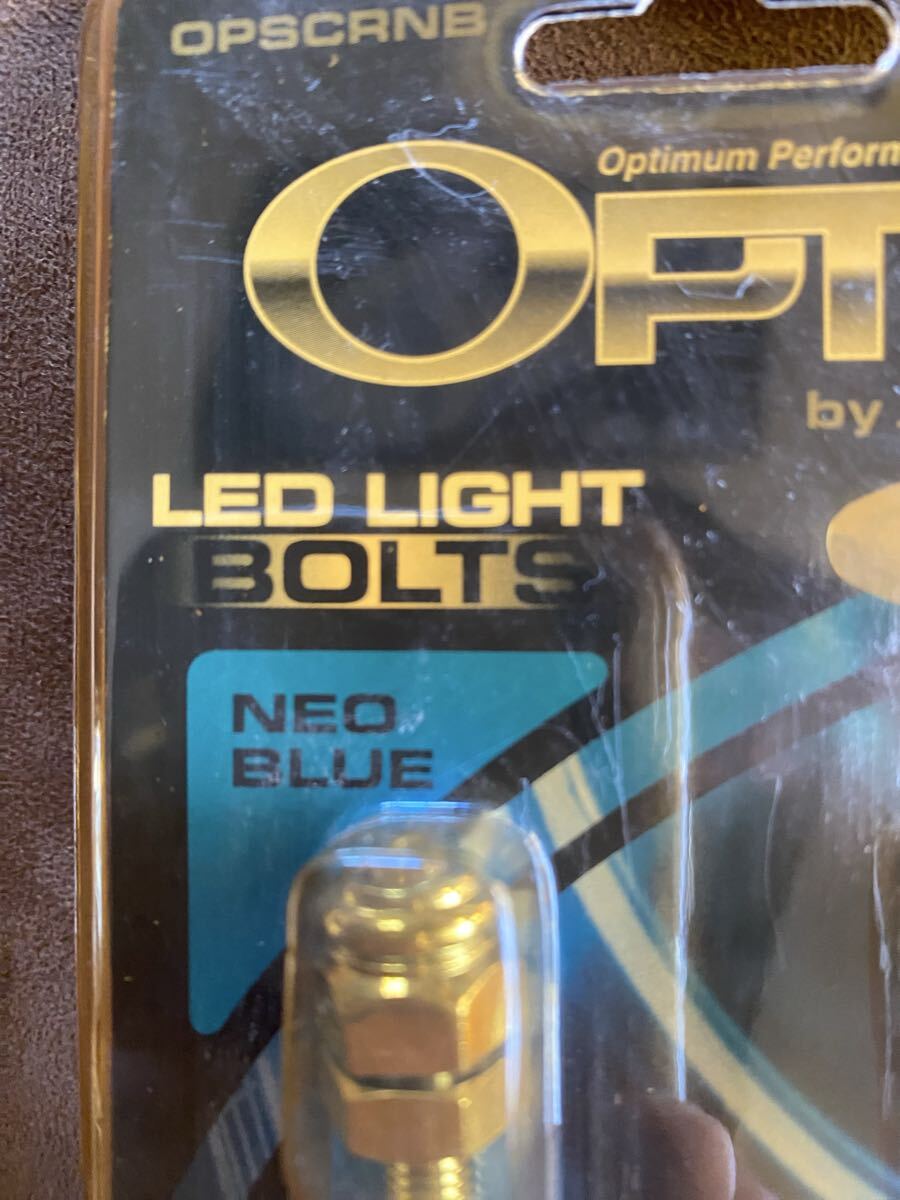 OPSCRNB
Optimum Perform
OPT
by
LED LIGHT
BOLTS
NEO
BLUE